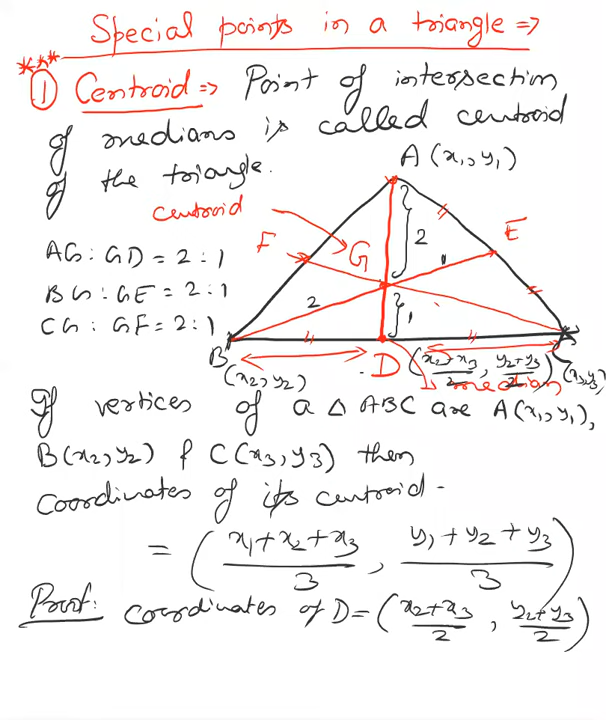 Special points in a triangle ⇒
***
① Centroid ⇒ Point of intersection
of medians is called centroid
of the triangle.
A (x₁, y₁)
centroid
F
E
G
2
1
AG : GD = 2 : 1
BG : GE = 2 : 1
CG : GF = 2 : 1
2
1
B
(x₂, y₂)
D
((x₂+x₃)/2, (y₂+y₃)/2)
(x₃, y₃)
median
If vertices of a △ ABC are A(x₁, y₁),
B(x₂, y₂) & C(x₃, y₃) then
coordinates of its centroid -
= ((x₁+x₂+x₃)/3, (y₁+y₂+y₃)/3)
Proof: coordinates of D = ((x₂+x₃)/2, (y₂+y₃)/2)